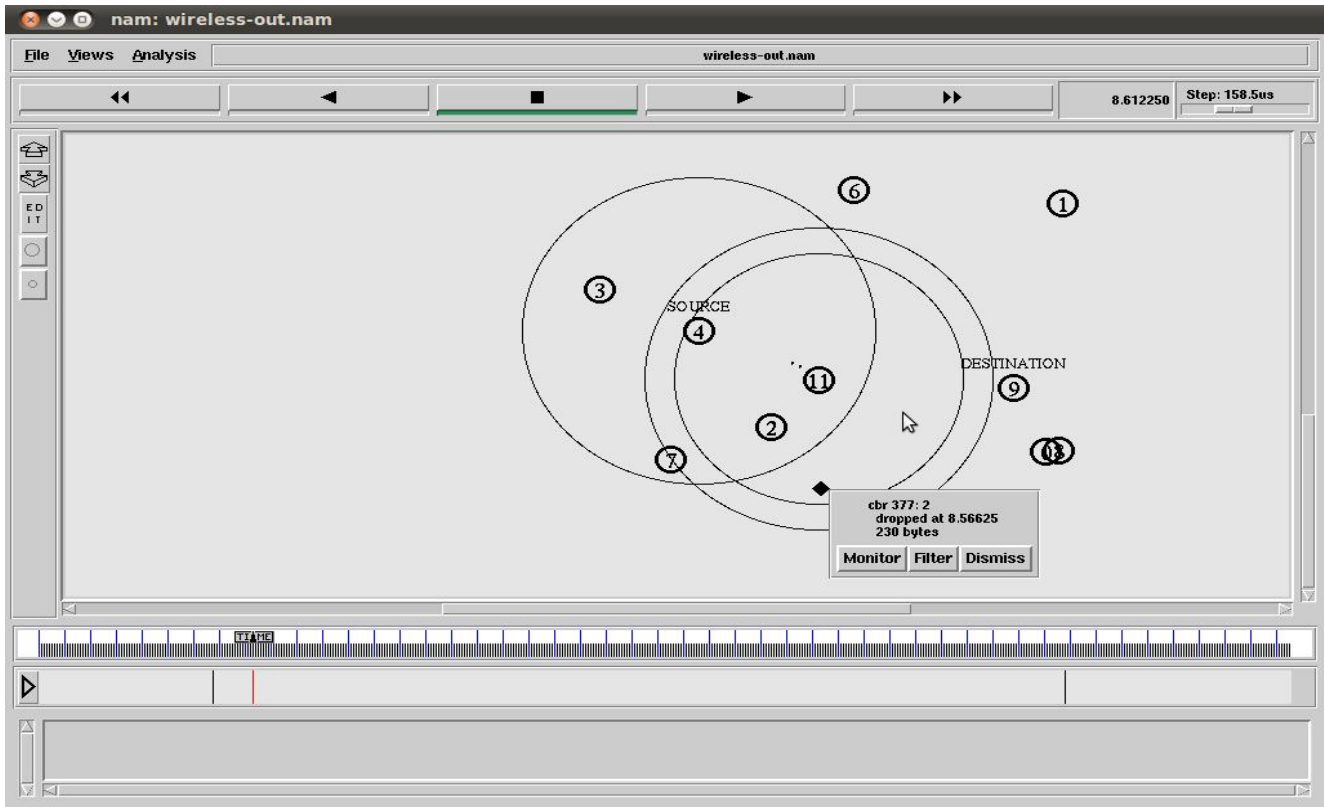 nam: wireless-out.nam
File Views Analysis
wireless-out.nam
8.612250
Step: 158.5us
E D
I T
6
1
3
SOURCE
4
DESTINATION
11
9
2
7
8
cbr 377: 2
dropped at 8.56625
230 bytes
Monitor Filter Dismiss
TIME